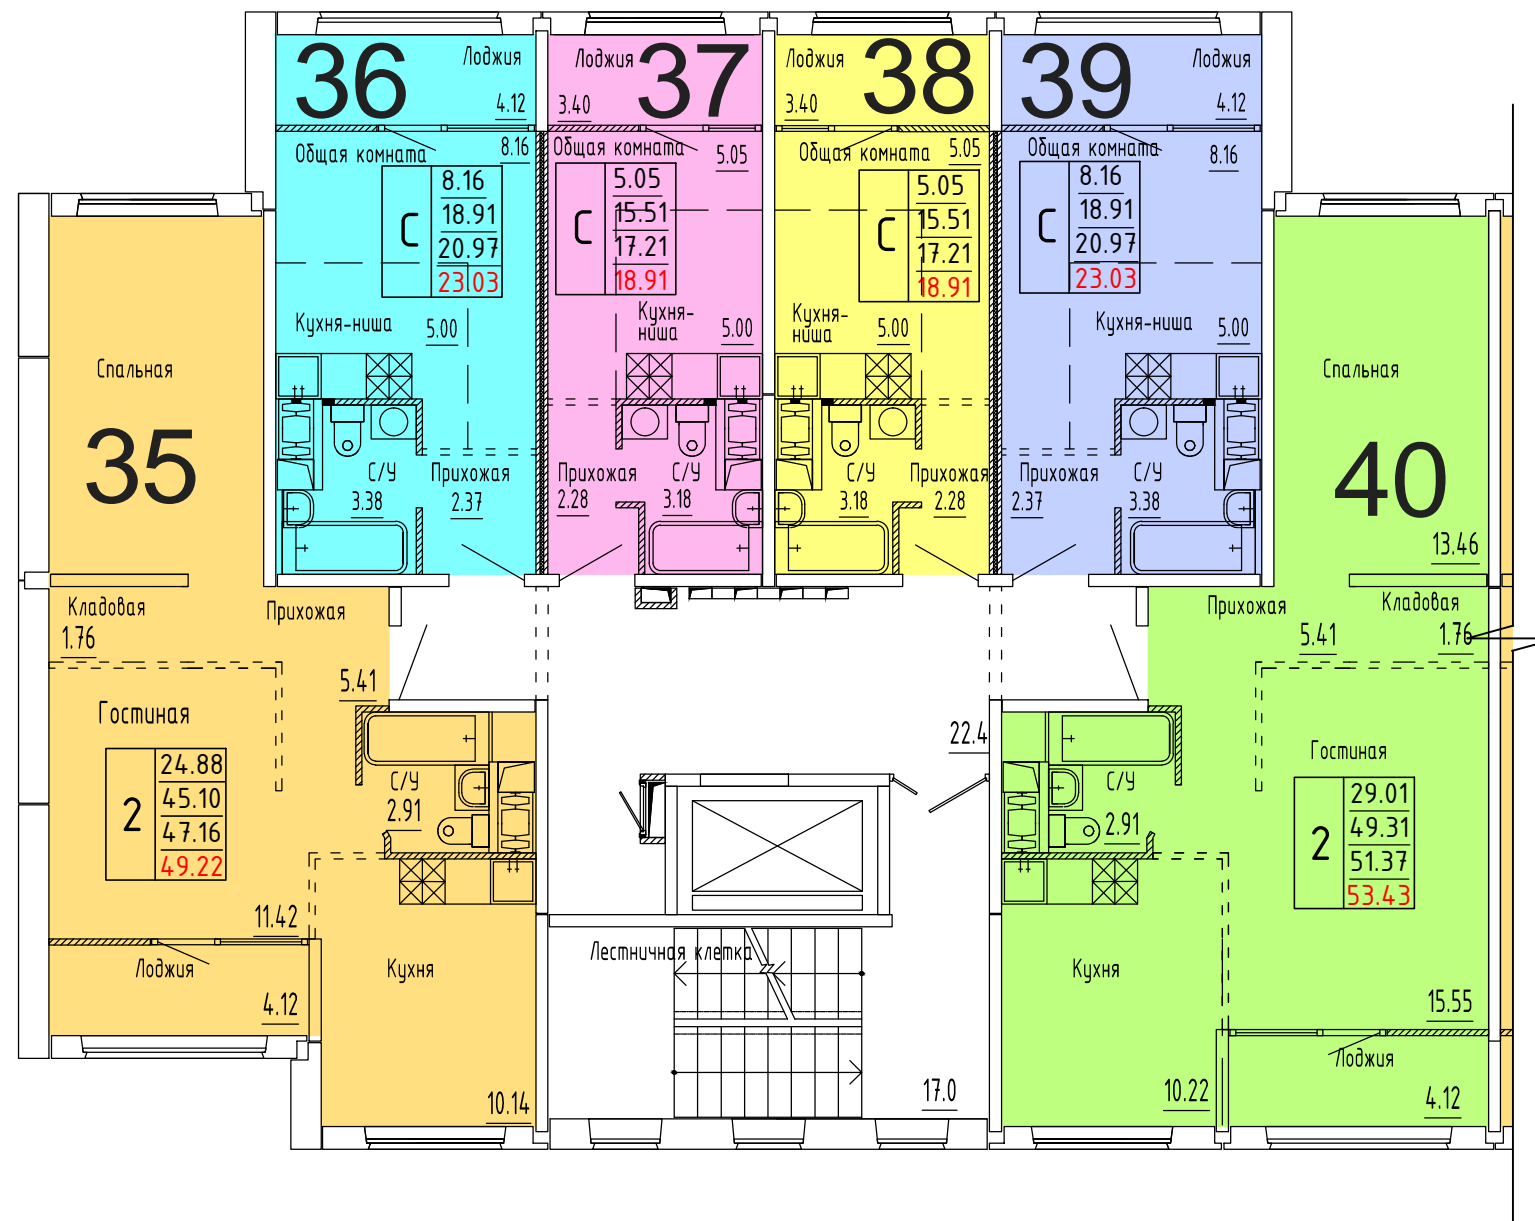 36
Лоджия
4.12
Общая комната
8.16
С
8.16
18.91
20.97
23.03
Кухня-ниша
5.00
С/У
3.38
Прихожая
2.37
37
Лоджия
3.40
Общая комната
5.05
С
5.05
15.51
17.21
18.91
Кухня-
ниша
5.00
Прихожая
2.28
С/У
3.18
38
Лоджия
3.40
Общая комната
5.05
С
5.05
15.51
17.21
18.91
Кухня-
ниша
5.00
С/У
3.18
Прихожая
2.28
39
Лоджия
4.12
Общая комната
8.16
С
8.16
18.91
20.97
23.03
Кухня-ниша
5.00
Прихожая
2.37
С/У
3.38
Спальная
35
Кладовая
1.76
Прихожая
5.41
Гостиная
2
24.88
45.10
47.16
49.22
С/У
2.91
11.42
Лоджия
4.12
Кухня
10.14
22.4
Лестничная клетка
17.0
Спальная
40
13.46
Прихожая
5.41
Кладовая
1.76
Гостиная
2
29.01
49.31
51.37
53.43
С/У
2.91
Кухня
10.22
15.55
Лоджия
4.12